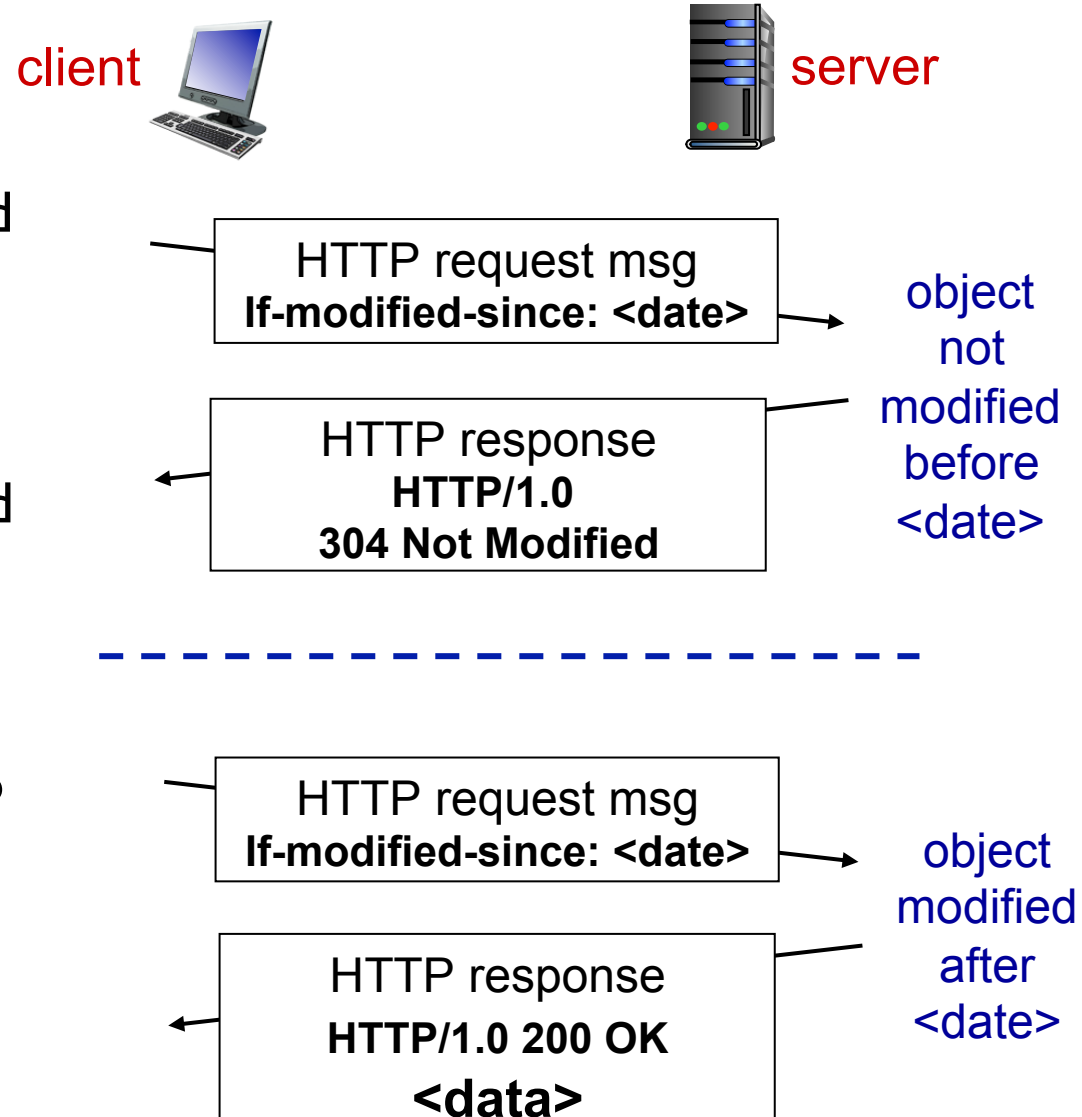 client
server
d
HTTP request msg
If-modified-since: <date>
object
not
modified
before
<date>
HTTP response
HTTP/1.0
304 Not Modified
d
HTTP request msg
If-modified-since: <date>
object
modified
after
<date>
HTTP response
HTTP/1.0 200 OK
<data>